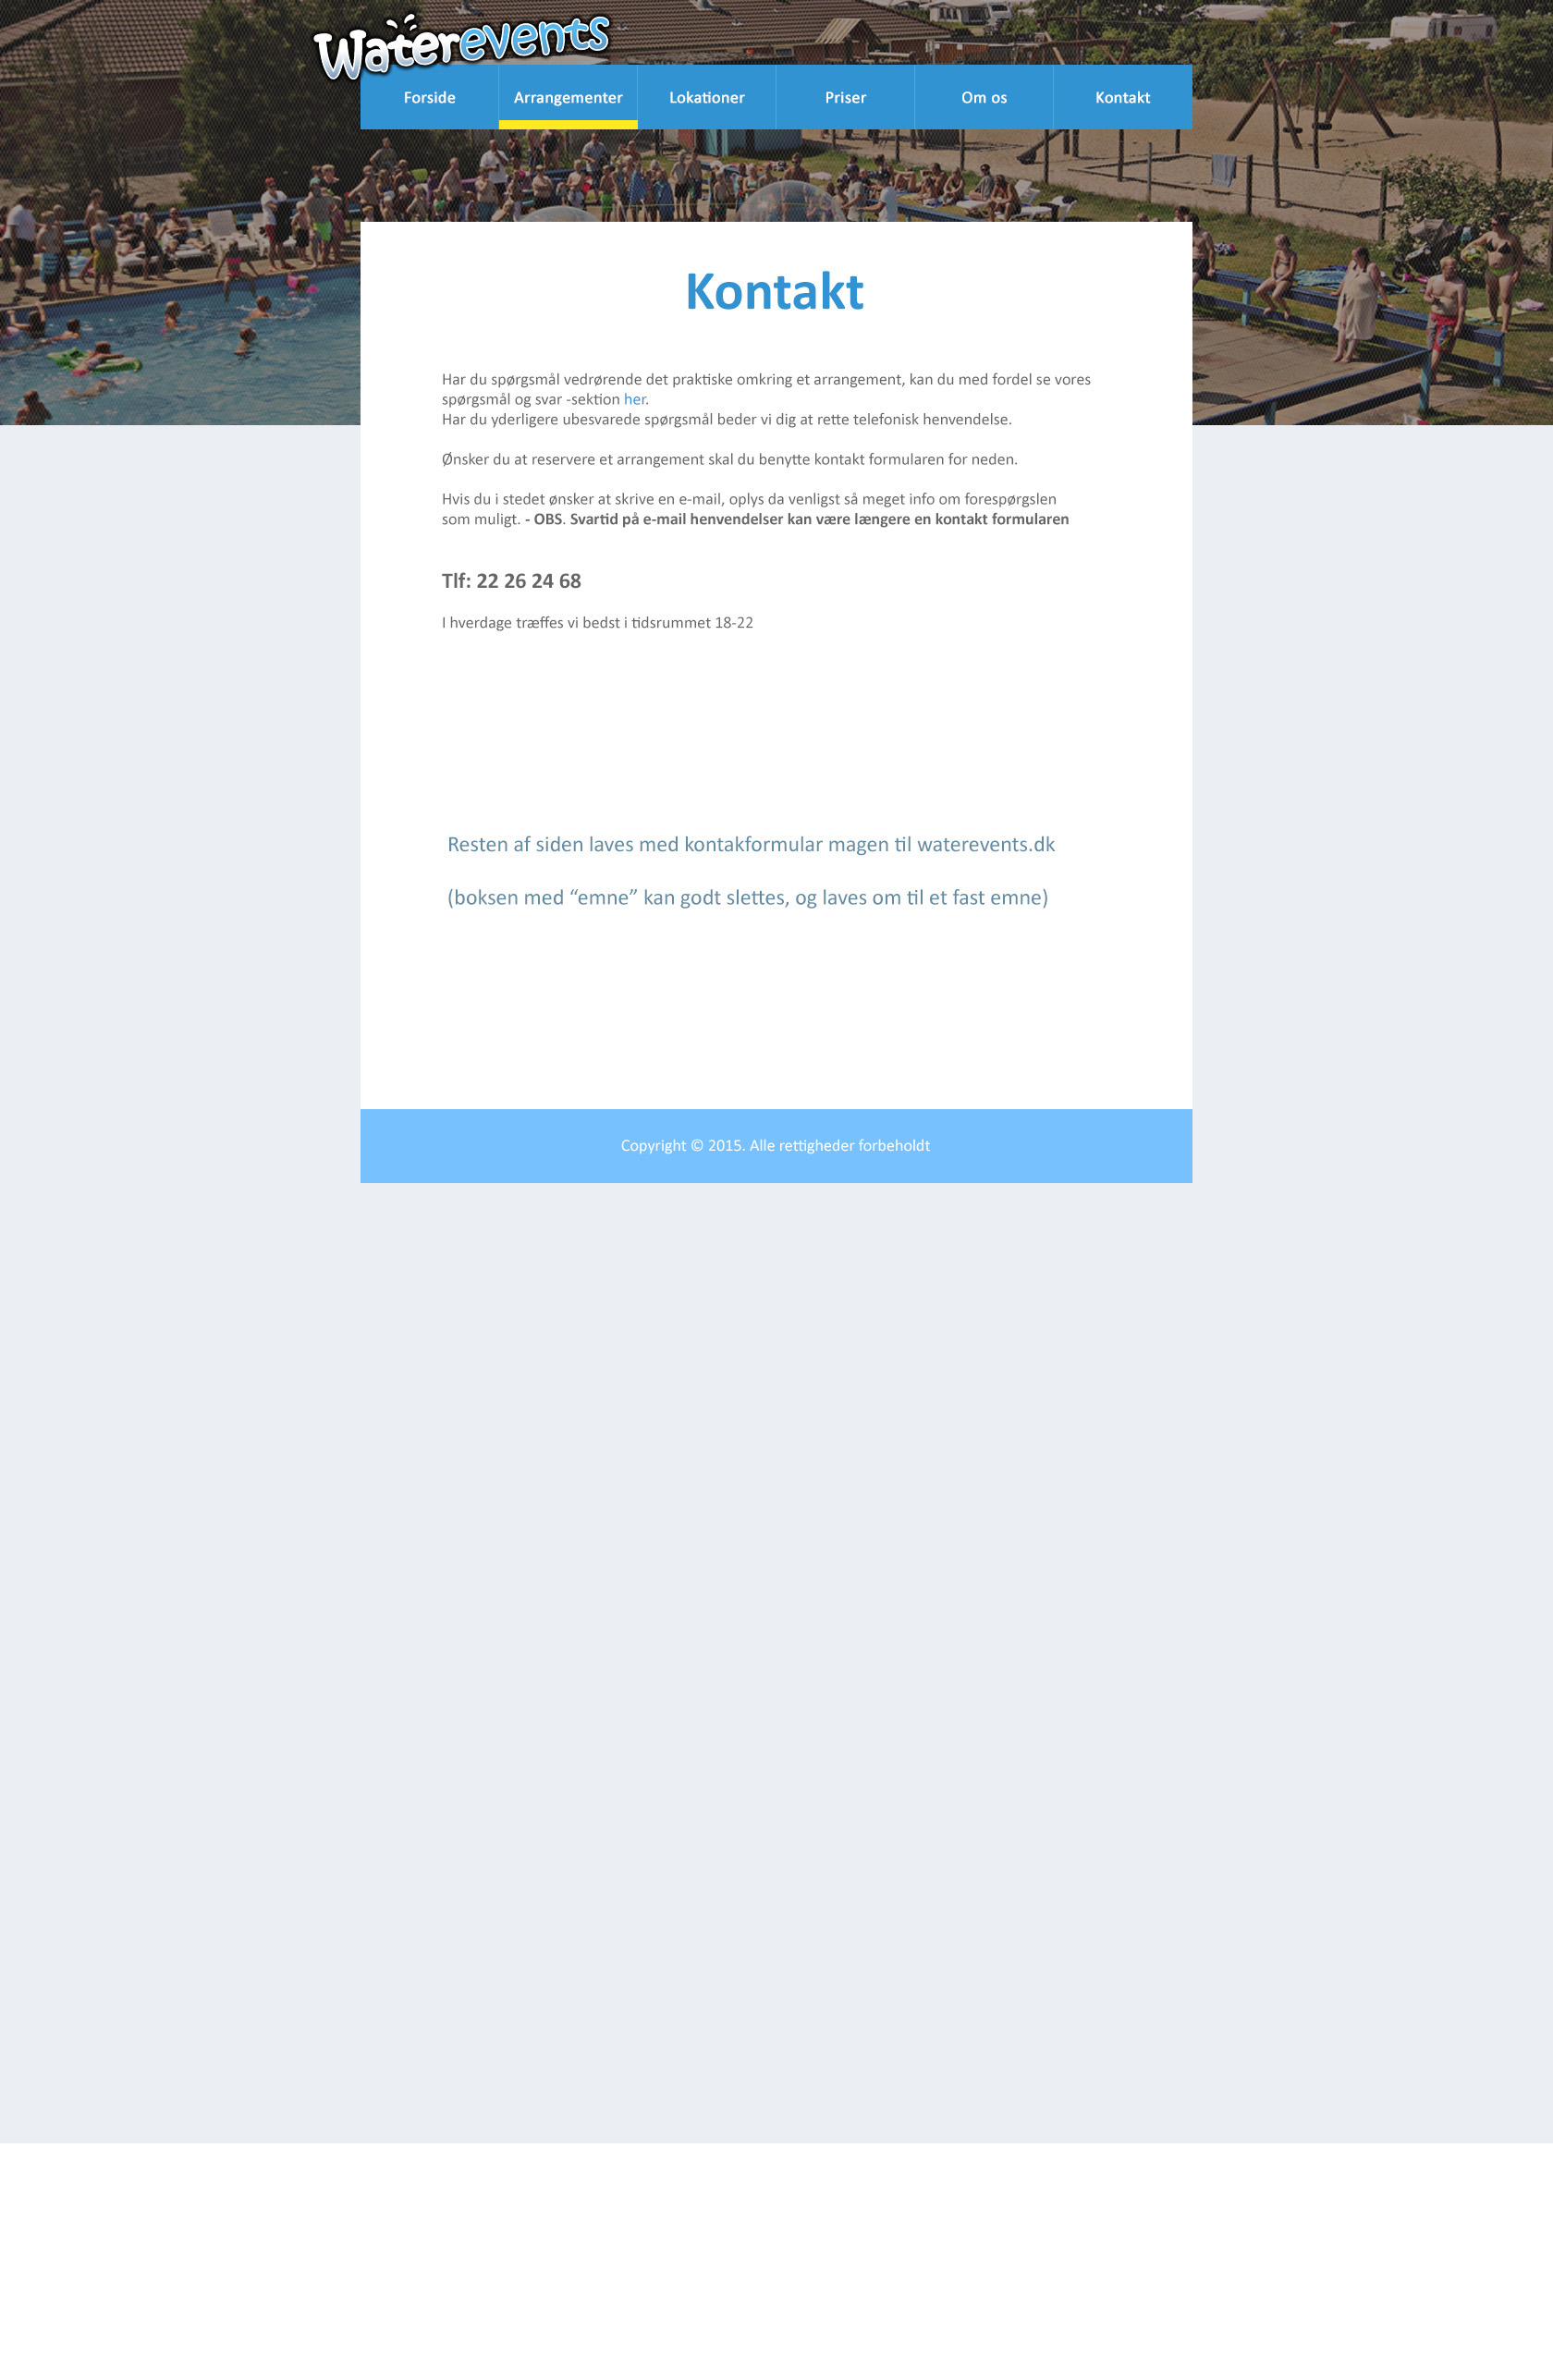 Waterevents
Forside
Arrangementer
Lokationer
Priser
Om os
Kontakt
Kontakt
Har du spørgsmål vedrørende det praktiske omkring et arrangement, kan du med fordel se vores
spørgsmål og svar -sektion her.
Har du yderligere ubesvarede spørgsmål beder vi dig at rette telefonisk henvendelse.
Ønsker du at reservere et arrangement skal du benytte kontakt formularen for neden.
Hvis du i stedet ønsker at skrive en e-mail, oplys da venligst så meget info om forespørgslen
som muligt. - OBS. Svartid på e-mail henvendelser kan være længere en kontakt formularen
Tlf: 22 26 24 68
I hverdage træffes vi bedst i tidsrummet 18-22
Resten af siden laves med kontakformular magen til waterevents.dk
(boksen med “emne” kan godt slettes, og laves om til et fast emne)
Copyright © 2015. Alle rettigheder forbeholdt